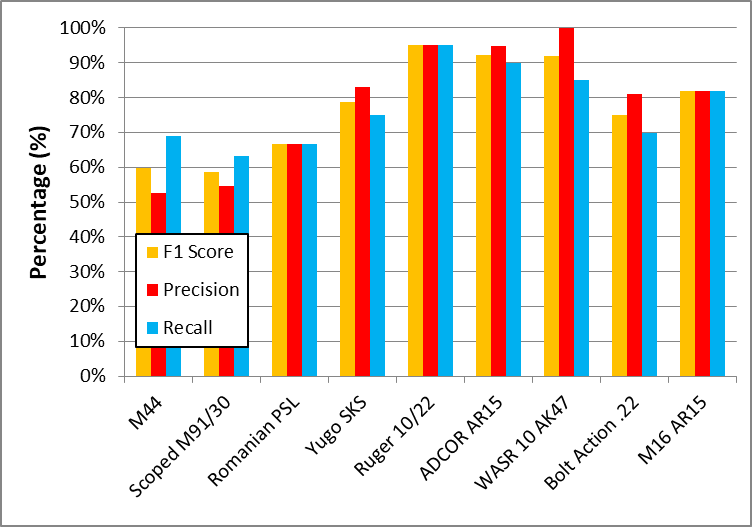 100%
90%
80%
70%
60%
50%
40%
30%
20%
10%
0%
Percentage (%)
F1 Score
Precision
Recall
M44
Scoped M91/30
Romanian PSL
Yugo SKS
Ruger 10/22
ADCOR AR15
WASR 10 AK47
Bolt Action .22
M16 AR15